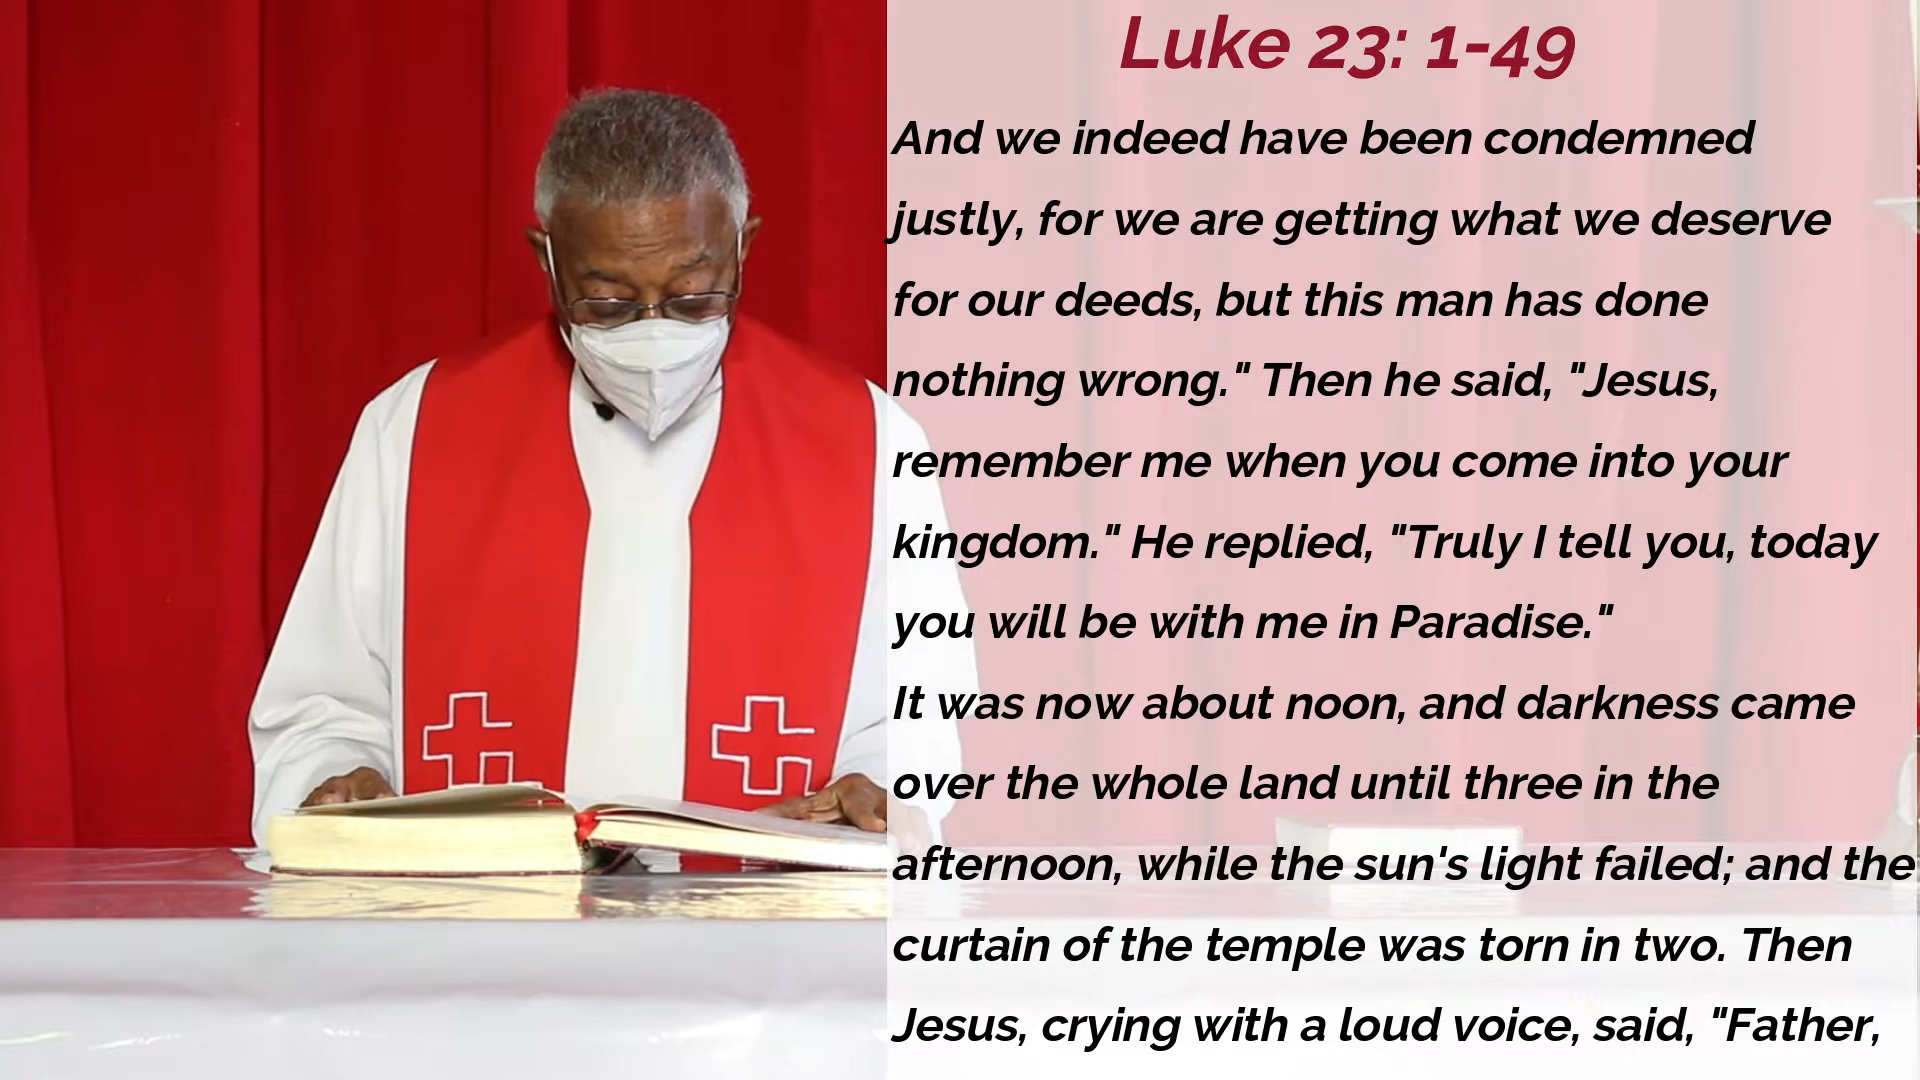 Luke 23: 1-49
And we indeed have been condemned
justly, for we are getting what we deserve
for our deeds, but this man has done
nothing wrong." Then he said, "Jesus,
remember me when you come into your
kingdom." He replied, "Truly I tell you, today
you will be with me in Paradise."
It was now about noon, and darkness came
over the whole land until three in the
afternoon, while the sun's light failed; and the
curtain of the temple was torn in two. Then
Jesus, crying with a loud voice, said, "Father,